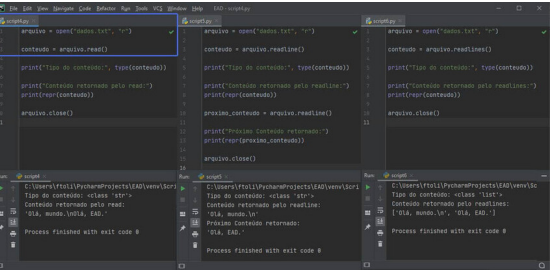 File Edit View Navigate Code Refactor Run Tools VCS Window Help EAD - script4.py
script4.py
arquivo = open("dados.txt", "r")
conteudo = arquivo.read()
print("Tipo do conteúdo:", type(conteudo))
print("Conteúdo retornado pelo read:")
print(repr(conteudo))
arquivo.close()
script5.py
arquivo = open("dados.txt", "r")
conteudo = arquivo.readline()
print("Tipo do conteúdo:", type(conteudo))
print("Conteúdo retornado pelo readline:")
print(repr(conteudo))
proximo_conteudo = arquivo.readline()
print("Próximo Conteúdo retornado:")
print(repr(proximo_conteudo))
arquivo.close()
script6.py
arquivo = open("dados.txt", "r")
conteudo = arquivo.readlines()
print("Tipo do conteúdo:", type(conteudo))
print("Conteúdo retornado pelo readlines:")
print(repr(conteudo))
arquivo.close()
Run: script4
C:\Users\ftoli\PycharmProjects\EAD\venv\Scri
Tipo do conteúdo: <class 'str'>
Conteúdo retornado pelo read:
'Olá, mundo.\nOlá, EAD.'
Process finished with exit code 0
Run: script5
C:\Users\ftoli\PycharmProjects\EAD\venv\Scri
Tipo do conteúdo: <class 'str'>
Conteúdo retornado pelo readline:
'Olá, mundo.\n'
Próximo Conteúdo retornado:
'Olá, EAD.'
Process finished with exit code 0
Run: script6
C:\Users\ftoli\PycharmProjects\EAD\venv\Sc
Tipo do conteúdo: <class 'list'>
Conteúdo retornado pelo readlines:
['Olá, mundo.\n', 'Olá, EAD.']
Process finished with exit code 0